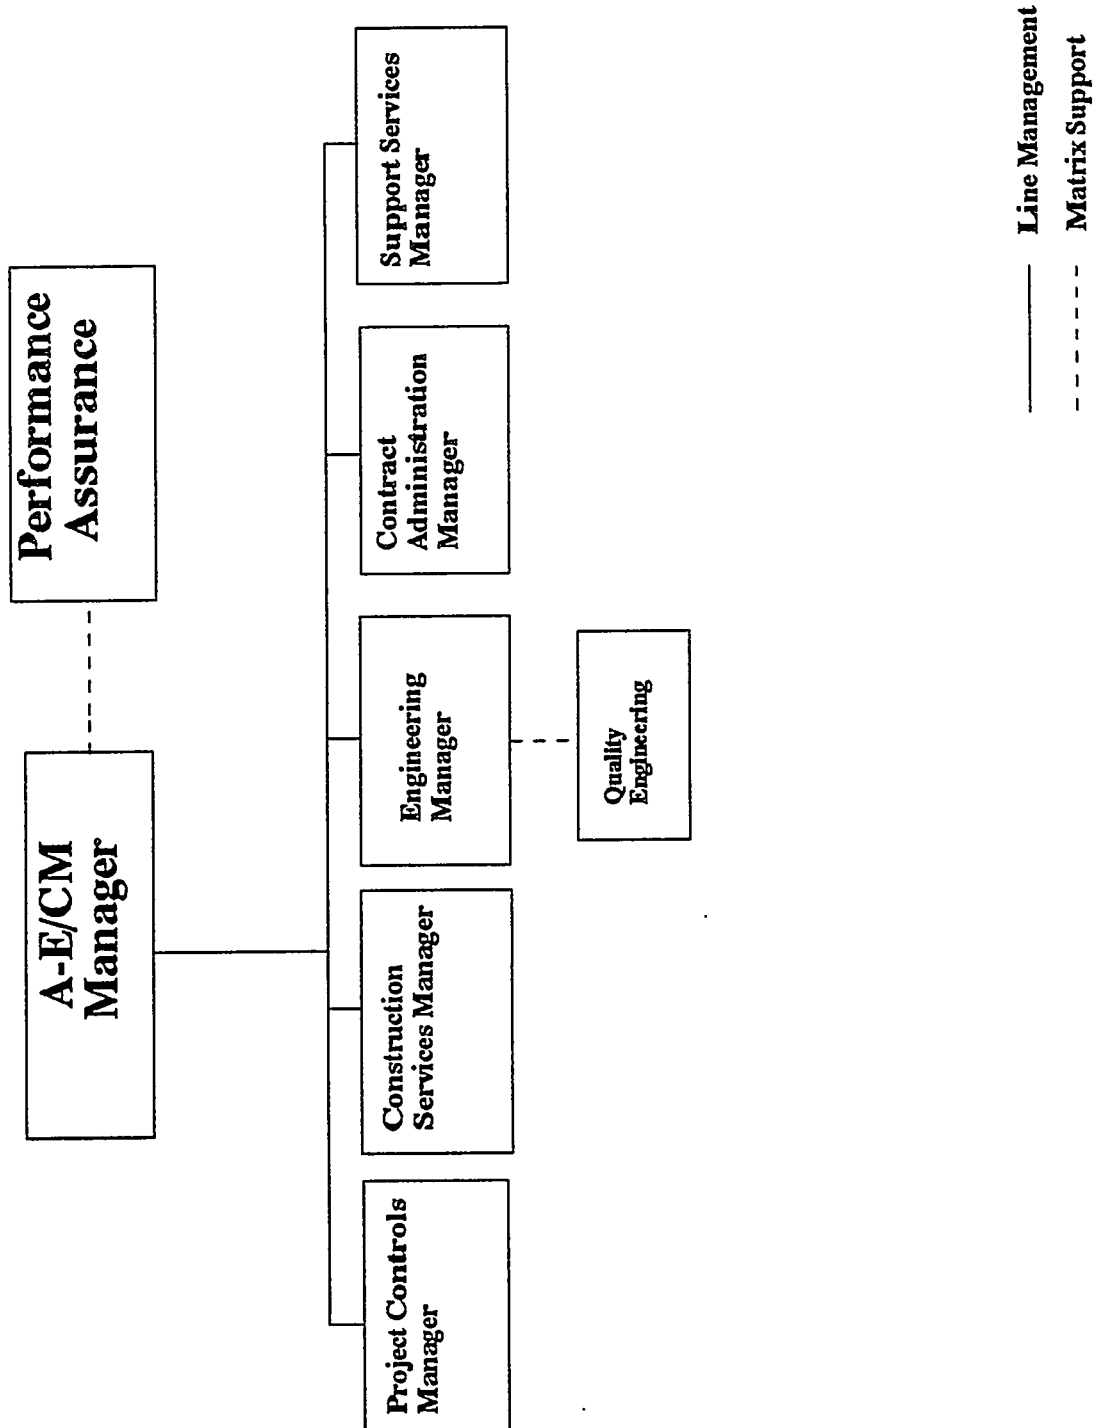 A-E/CM
Manager
Performance
Assurance
Project Controls
Manager
Construction
Services Manager
Engineering
Manager
Contract
Administration
Manager
Support Services
Manager
Quality
Engineering
Line Management
Matrix Support